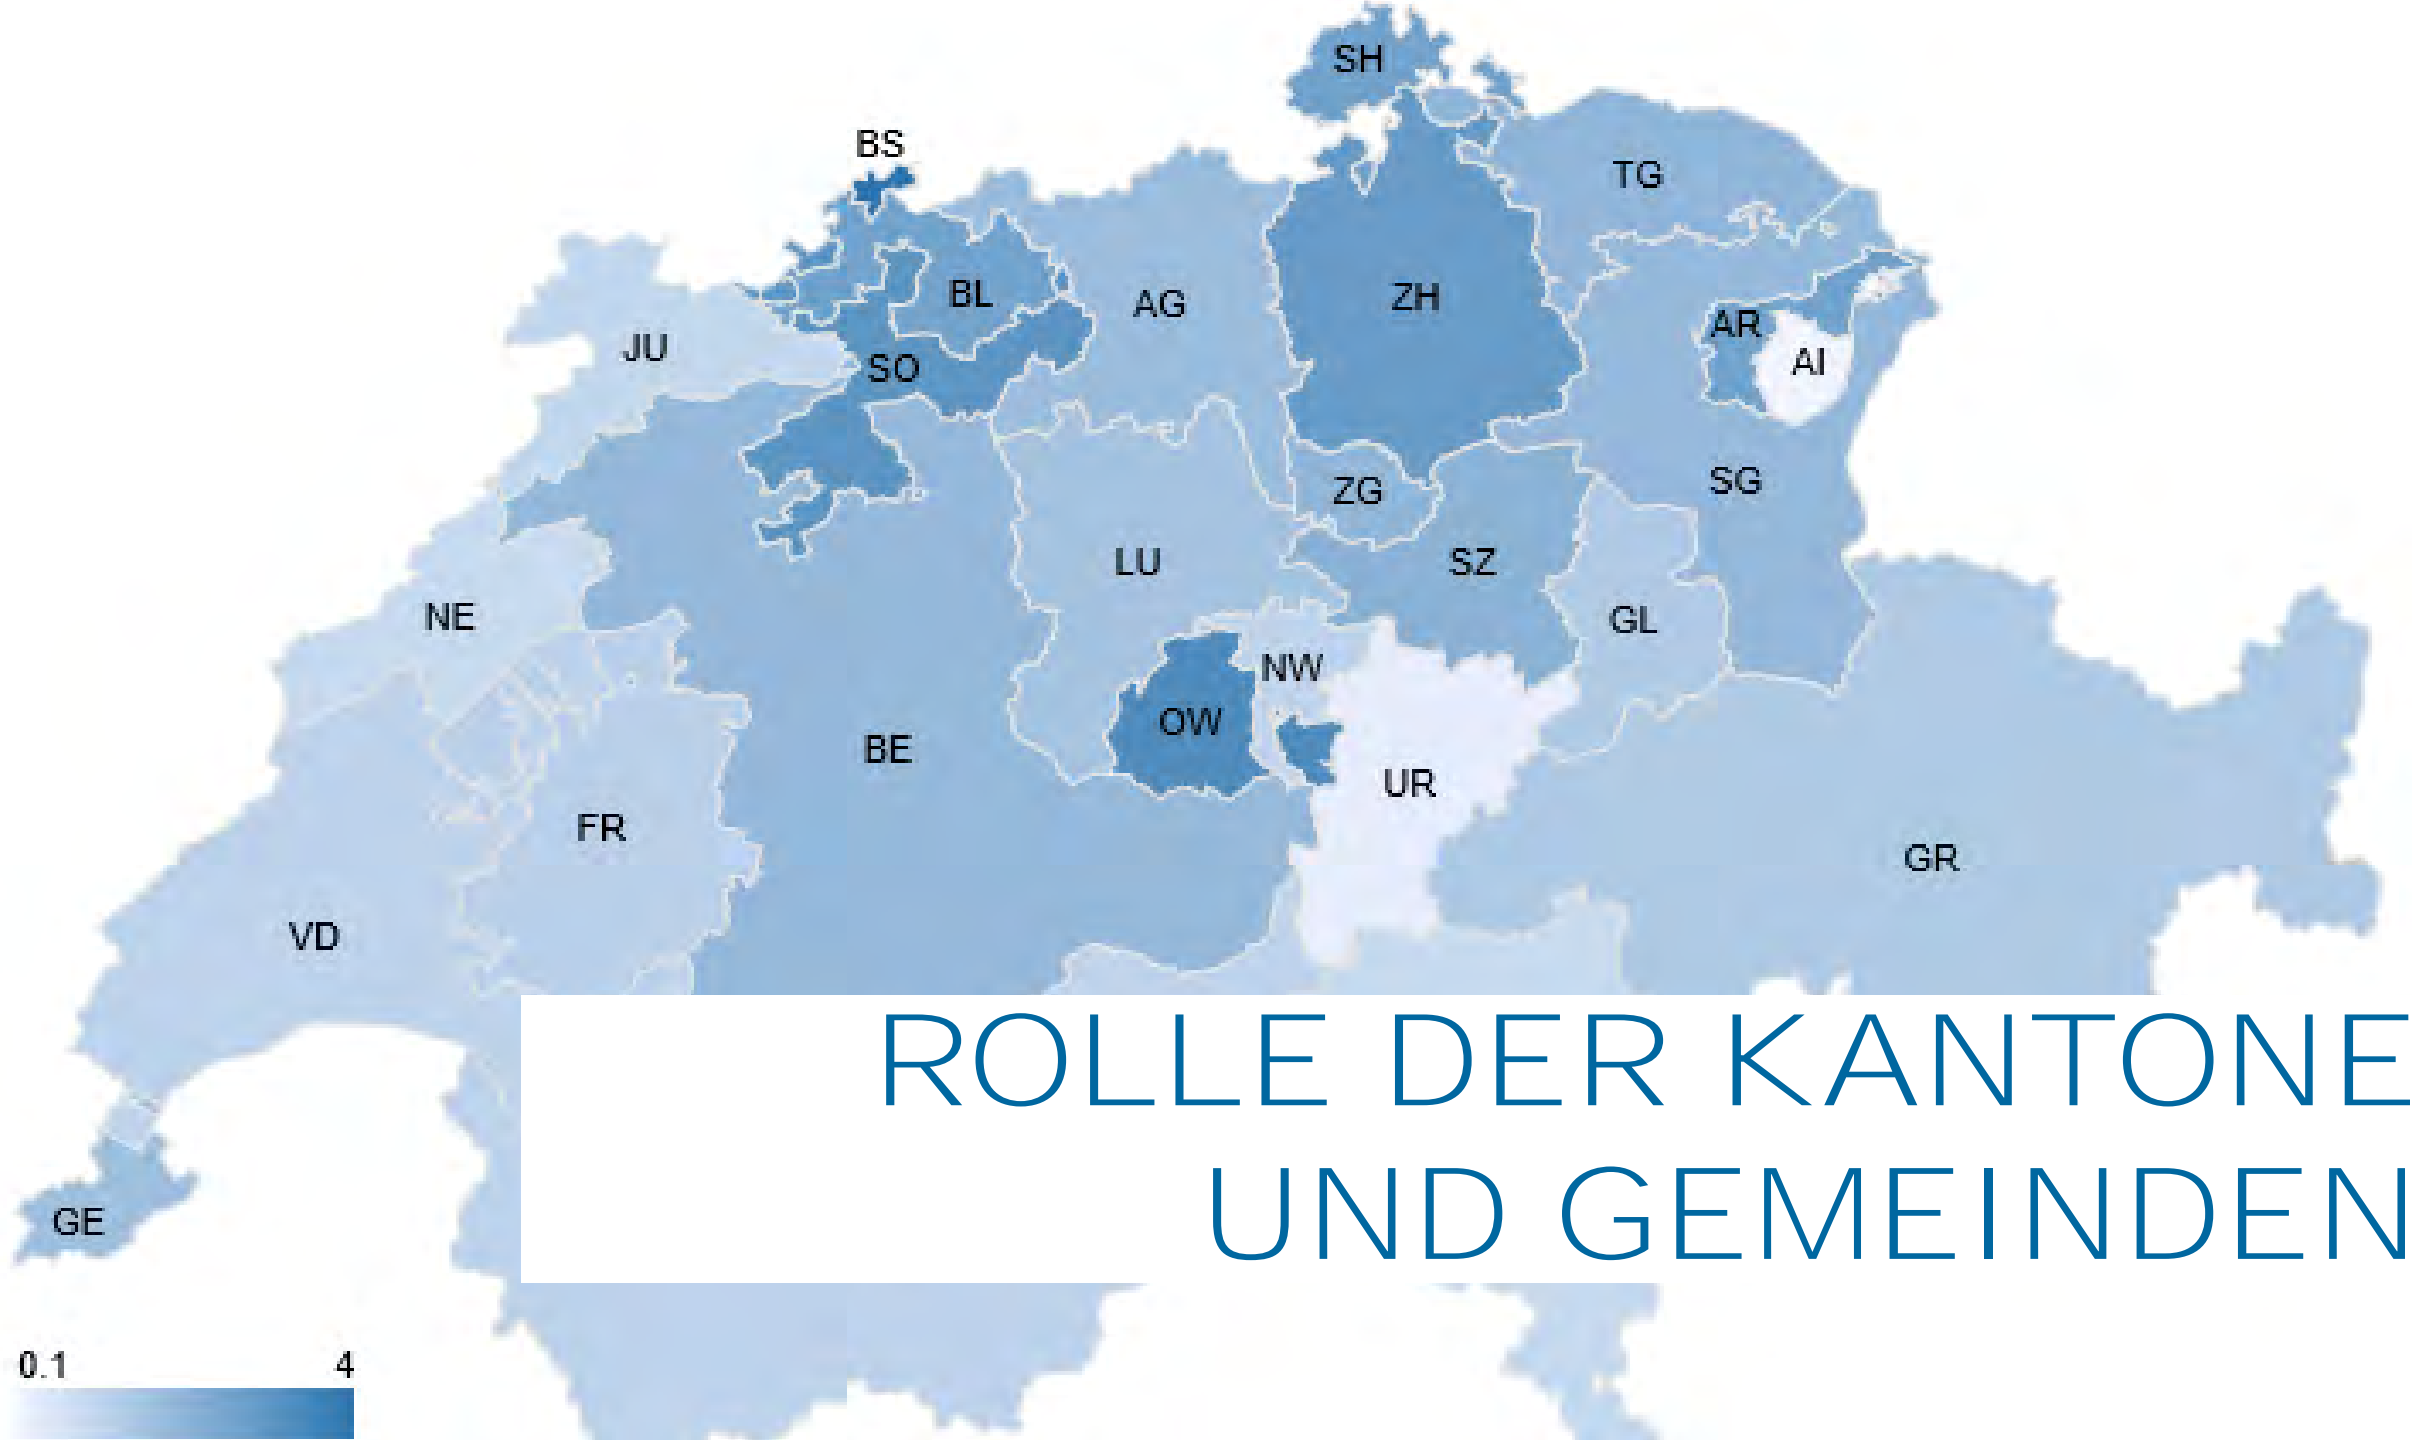 SH
BS
TG
BL
AG
ZH
AR
JU
AI
SO
SG
ZG
LU
SZ
NE
GL
NW
OW
BE
UR
FR
GR
VD
ROLLE DER KANTONE
UND GEMEINDEN
GE
0.1 4